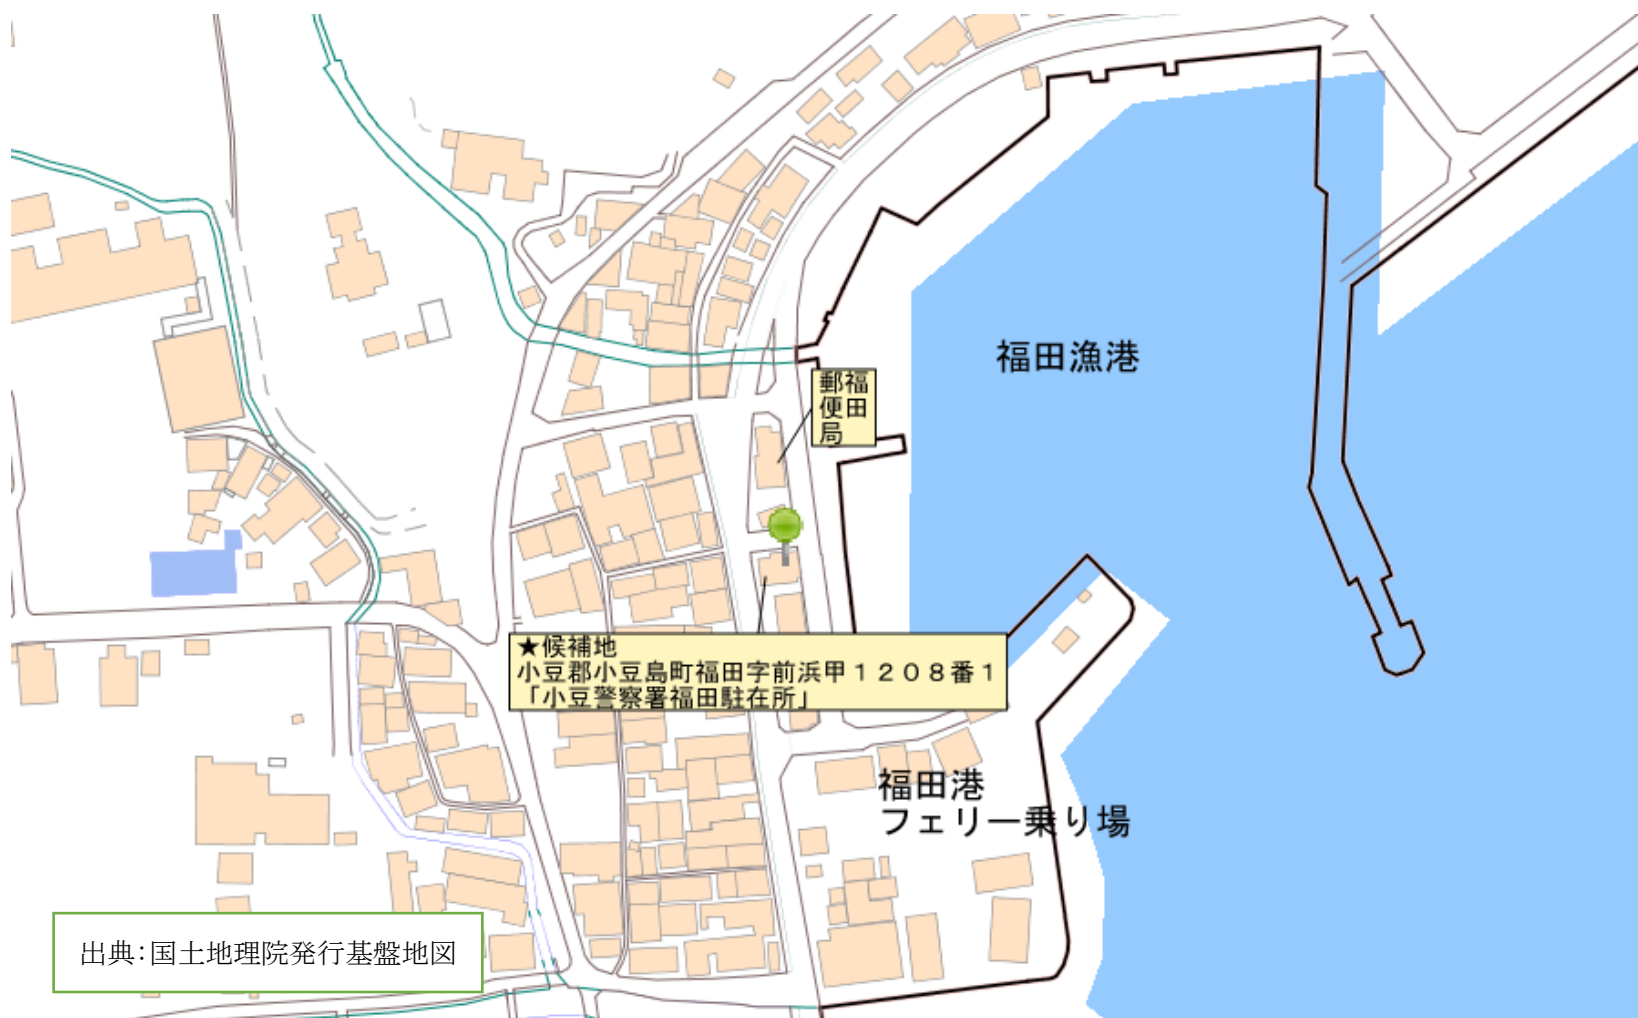 福田漁港
福田
郵便局
★候補地
小豆郡小豆島町福田字前浜甲１２０８番１
「小豆警察署福田駐在所」
福田港
フェリー乗り場
出典：国土地理院発行基盤地図